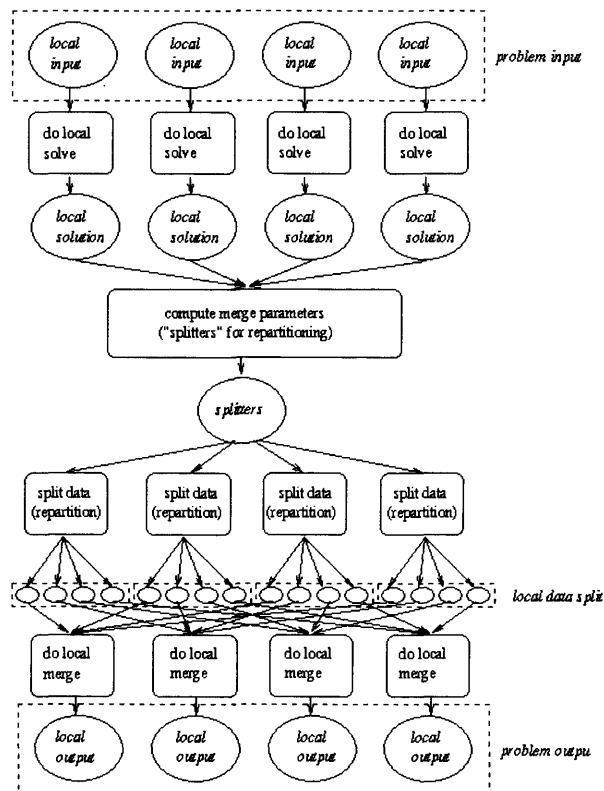 local local local local
input input input input
problem input
do local do local do local do local
solve solve solve solve
local local local local
solution solution solution solution
compute merge parameters
("splitters" for repartitioning)
splitters
split data split data split data split data
(repartition) (repartition) (repartition) (repartition)
local data split
do local do local do local do local
merge merge merge merge
local local local local
output output output output
problem outpu